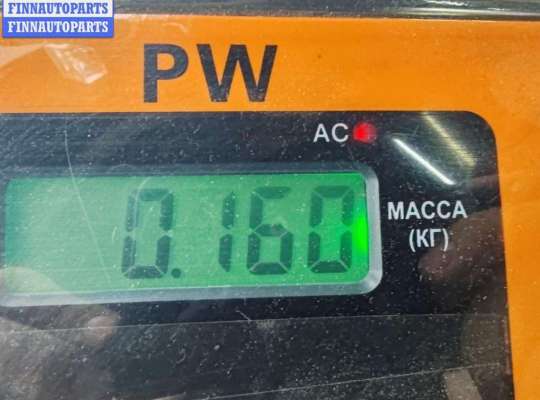 FINNAUTOPARTS
FINNAUTOPARTS
PW
AC
0.160
МАССА
(КГ)